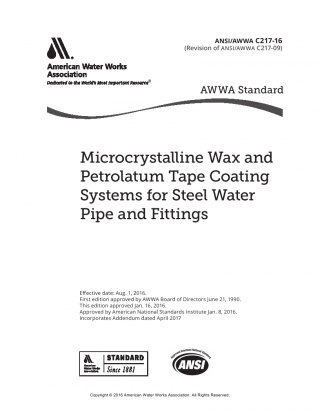 ANSI/AWWA C217-16
(Revision of ANSI/AWWA C217-09)
American Water Works
Association
Dedicated to the World's Most Important Resource®
AWWA Standard
Microcrystalline Wax and
Petrolatum Tape Coating
Systems for Steel Water
Pipe and Fittings
Effective date: Aug. 1, 2016.
First edition approved by AWWA Board of Directors June 21, 1990.
This edition approved Jan. 16, 2016.
Approved by American National Standards Institute Jan. 8, 2016.
Incorporates Addendum dated April 2017
American Water Works
Association
STANDARD
Since 1881
ANSI
Copyright © 2016 American Water Works Association. All Rights Reserved.